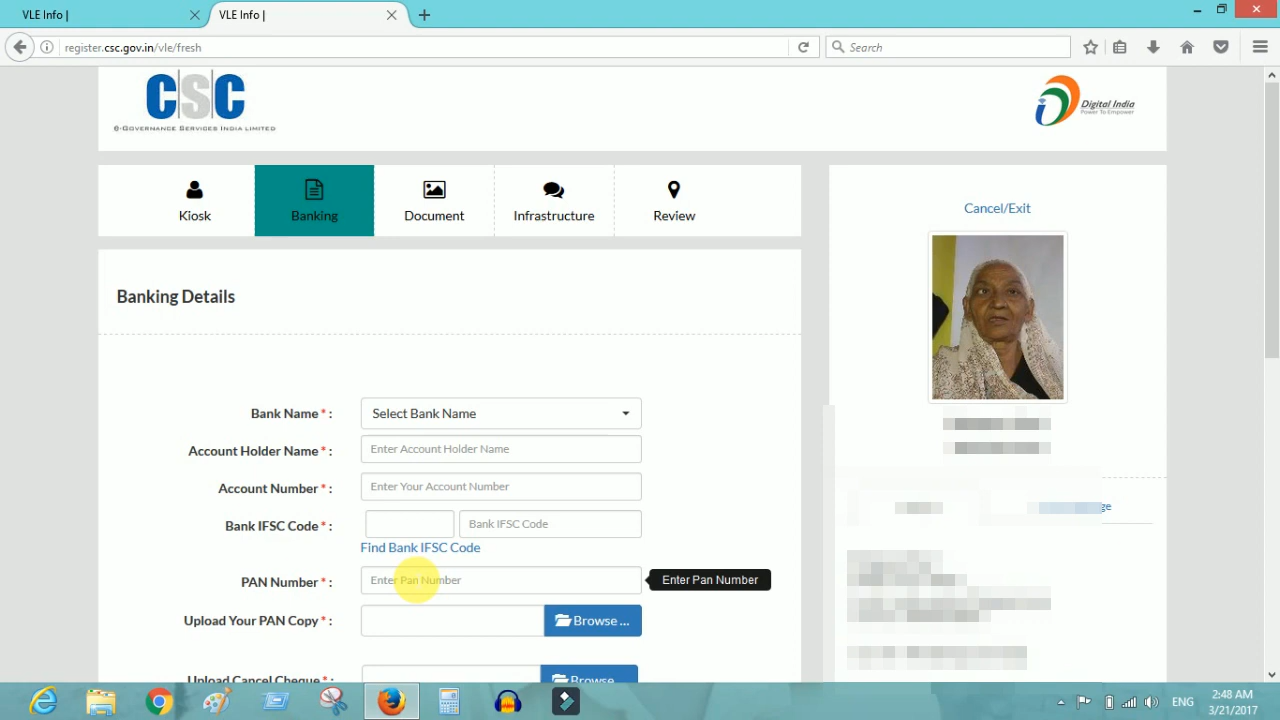 VLE Info |
VLE Info |
register.csc.gov.in/vle/fresh
Search
CSC
e-Governance Services India Limited
Digital India
Power To Empower
Kiosk
Banking
Document
Infrastructure
Review
Cancel/Exit
Banking Details
Bank Name * :
Select Bank Name
Account Holder Name * :
Enter Account Holder Name
Account Number * :
Enter Your Account Number
Bank IFSC Code * :
Bank IFSC Code
Find Bank IFSC Code
PAN Number * :
Enter Pan Number
Enter Pan Number
Upload Your PAN Copy * :
Browse ...
Upload Cancel Cheque * :
Browse
ENG
2:48 AM
3/21/2017